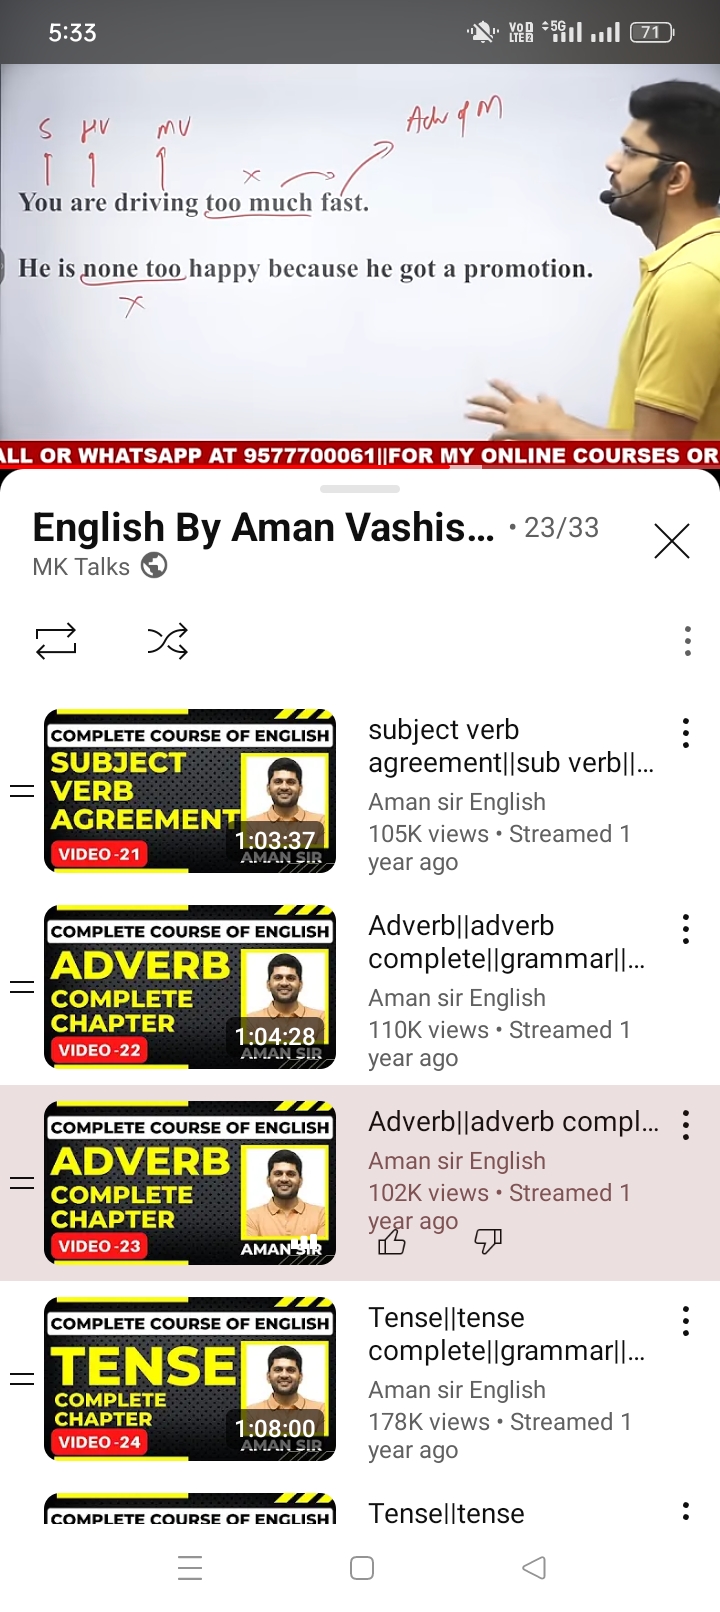 5:33
VoD LTE2 5G 71
S HV MV Adv of M
You are driving too much fast.
He is none too happy because he got a promotion.
ALL OR WHATSAPP AT 9577700061||FOR MY ONLINE COURSES OR
English By Aman Vashis... • 23/33
MK Talks
COMPLETE COURSE OF ENGLISH
SUBJECT
VERB
AGREEMENT
VIDEO -21
1:03:37
AMAN SIR
subject verb
agreement||sub verb||...
Aman sir English
105K views • Streamed 1
year ago
COMPLETE COURSE OF ENGLISH
ADVERB
COMPLETE
CHAPTER
VIDEO -22
1:04:28
AMAN SIR
Adverb||adverb
complete||grammar||...
Aman sir English
110K views • Streamed 1
year ago
COMPLETE COURSE OF ENGLISH
ADVERB
COMPLETE
CHAPTER
VIDEO -23
AMAN SIR
Adverb||adverb compl...
Aman sir English
102K views • Streamed 1
year ago
COMPLETE COURSE OF ENGLISH
TENSE
COMPLETE
CHAPTER
VIDEO -24
1:08:00
AMAN SIR
Tense||tense
complete||grammar||...
Aman sir English
178K views • Streamed 1
year ago
COMPLETE COURSE OF ENGLISH
Tense||tense